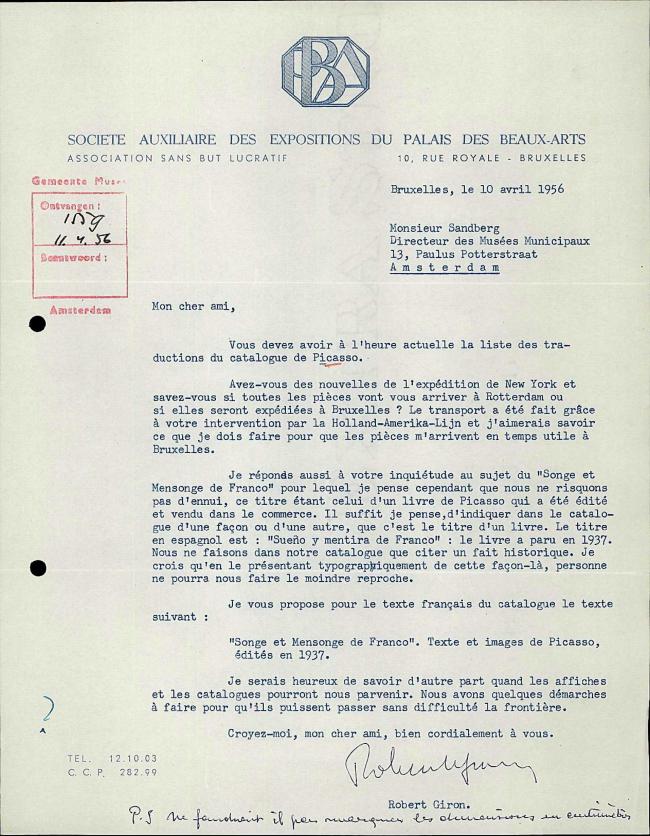 PBA
SOCIETE AUXILIAIRE DES EXPOSITIONS DU PALAIS DES BEAUX-ARTS
ASSOCIATION SANS BUT LUCRATIF 10, RUE ROYALE - BRUXELLES
Gemeente Muse
Ontvangen:
1559
11.4.56
Beantwoord:
Amsterdam
Bruxelles, le 10 avril 1956
Monsieur Sandberg
Directeur des Musées Municipaux
13, Paulus Potterstraat
Amsterdam
Mon cher ami,
Vous devez avoir à l'heure actuelle la liste des tra-
ductions du catalogue de Picasso.
Avez-vous des nouvelles de l'expédition de New York et
savez-vous si toutes les pièces vont vous arriver à Rotterdam ou
si elles seront expédiées à Bruxelles ? Le transport a été fait grâce
à votre intervention par la Holland-Amerika-Lijn et j'aimerais savoir
ce que je dois faire pour que les pièces m'arrivent en temps utile à
Bruxelles.
Je réponds aussi à votre inquiétude au sujet du "Songe et
Mensonge de Franco" pour lequel je pense cependant que nous ne risquons
pas d'ennui, ce titre étant celui d'un livre de Picasso qui a été édité
et vendu dans le commerce. Il suffit je pense,d'indiquer dans le catalo-
gue d'une façon ou d'une autre, que c'est le titre d'un livre. Le titre
en espagnol est : "Sueño y mentira de Franco" : le livre a paru en 1937.
Nous ne faisons dans notre catalogue que citer un fait historique. Je
crois qu'en le présentant typographiquement de cette façon-là, personne
ne pourra nous faire le moindre reproche.
Je vous propose pour le texte français du catalogue le texte
suivant :
"Songe et Mensonge de Franco". Texte et images de Picasso,
édités en 1937.
Je serais heureux de savoir d'autre part quand les affiches
et les catalogues pourront nous parvenir. Nous avons quelques démarches
à faire pour qu'ils puissent passer sans difficulté la frontière.
Croyez-moi, mon cher ami, bien cordialement à vous.
?
TEL. 12.10.03
C. C. P. 282.99
Robert Giron
Robert Giron.
P.S ne faudrait il pas marquer les dimensions en centimètres